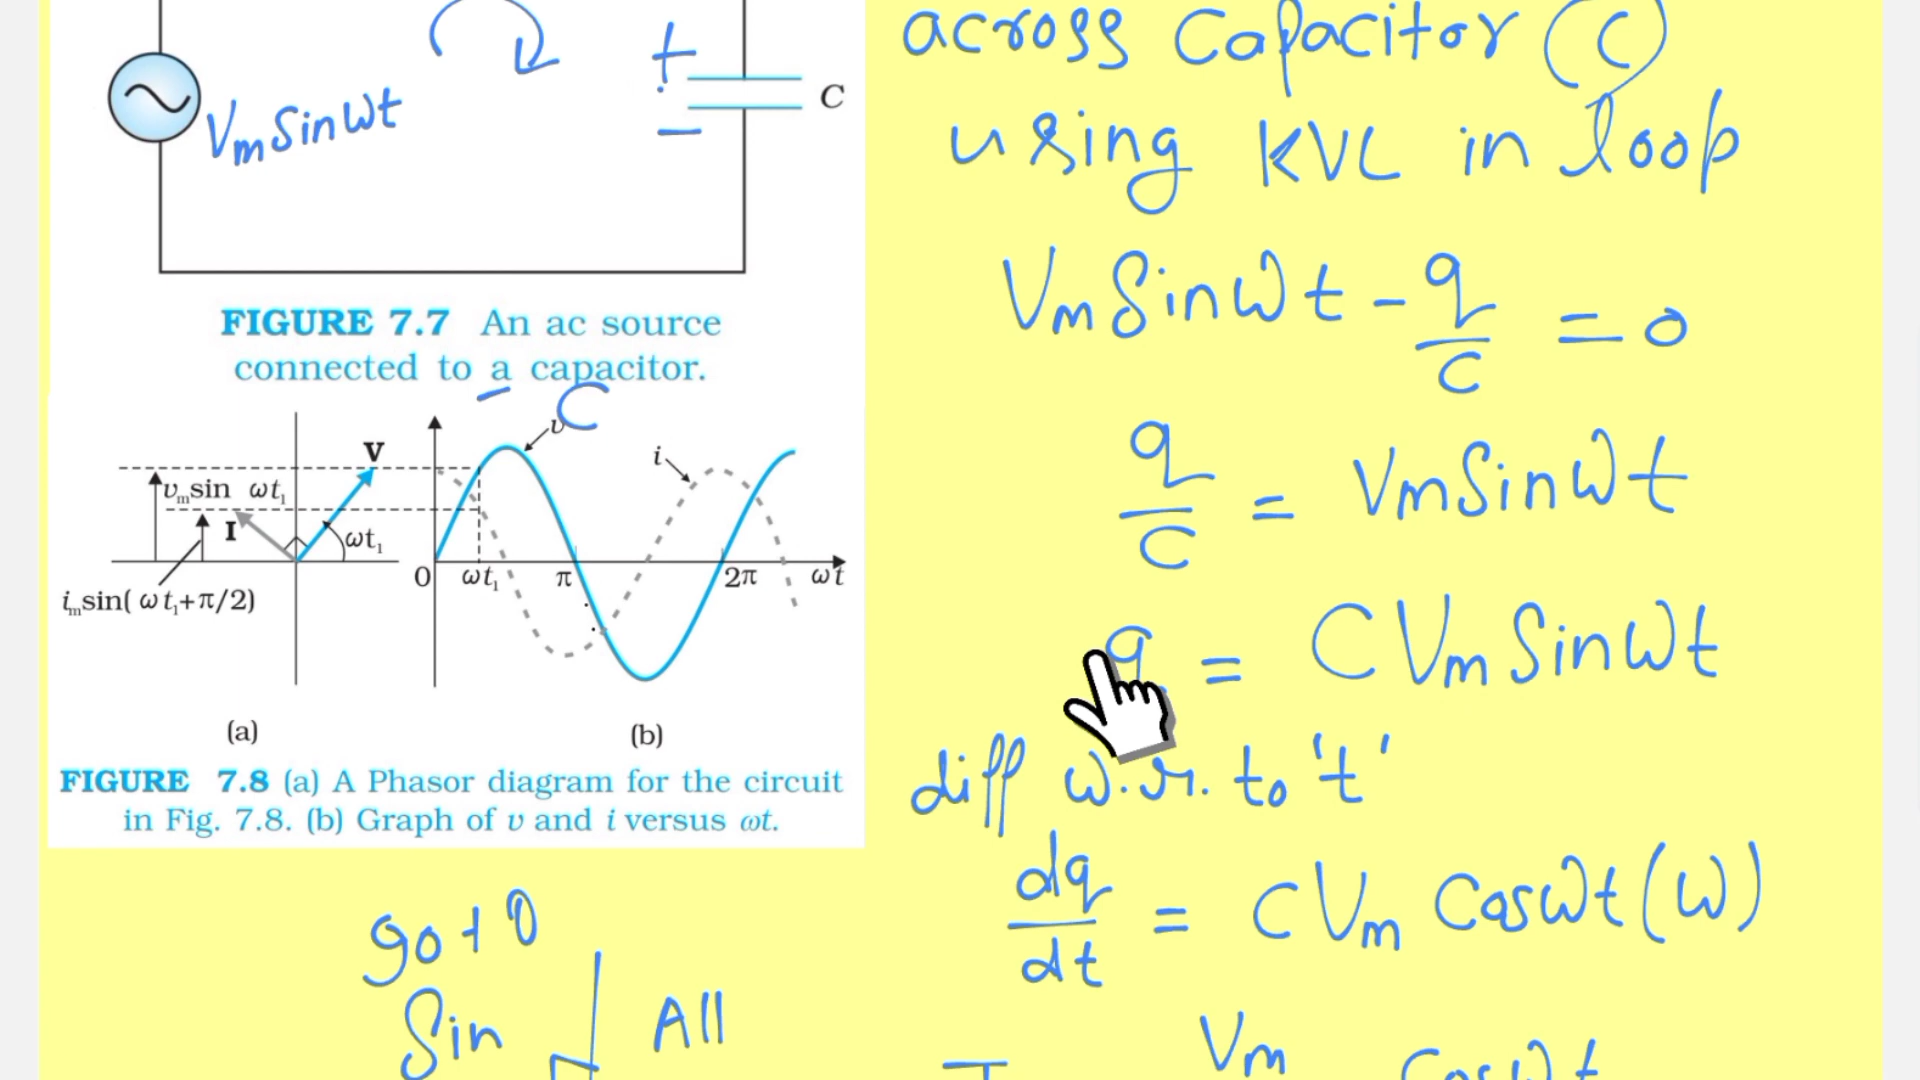 Vm Sinωt
+
−
C
FIGURE 7.7 An ac source
connected to a capacitor.
− C
V
υₘsin ωt₁
I
ωt₁
iₘsin( ωt₁+π/2)
υ
i
0 ωt₁ π 2π ωt
(a) (b)
FIGURE 7.8 (a) A Phasor diagram for the circuit
in Fig. 7.8. (b) Graph of υ and i versus ωt.
90+θ
Sin All
across Capacitor (C)
using KVL in loop
Vm Sinωt - q/C = 0
q/C = Vm Sinωt
q = C Vm Sinωt
diff w.r. to 't'
dq/dt = C Vm Cosωt (ω)
Vm
Cosωt